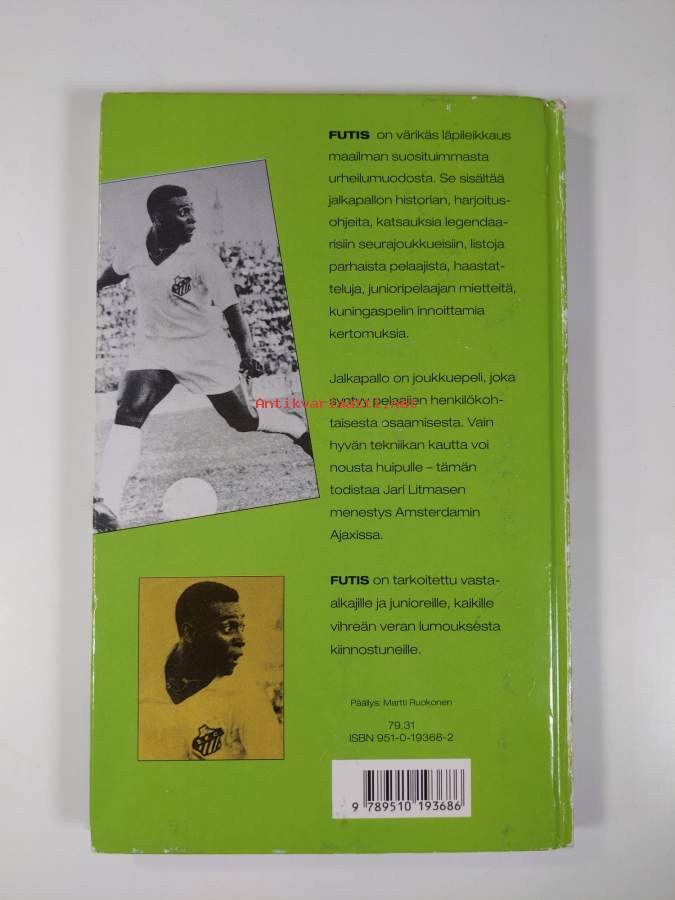 FUTIS on värikäs läpileikkaus
maailman suosituimmasta
urheilumuodosta. Se sisältää
jalkapallon historian, harjoitus-
ohjeita, katsauksia legendaa-
risiin seurajoukkueisiin, listoja
parhaista pelaajista, haastat-
teluja, junioripelaajan mietteitä,
kuningaspelin innoittamia
kertomuksia.
Jalkapallo on joukkuepeli, joka
syntyy pelaajien henkilökoh-
Antikvariaatti.net
taisesta osaamisesta. Vain
hyvän tekniikan kautta voi
nousta huipulle – tämän
todistaa Jari Litmasen
menestys Amsterdamin
Ajaxissa.
FUTIS on tarkoitettu vasta-
alkajille ja junioreille, kaikille
vihreän veran lumouksesta
kiinnostuneille.
Päällys: Martti Ruokonen
79.31
ISBN 951-0-19368-2
9 789510 193686